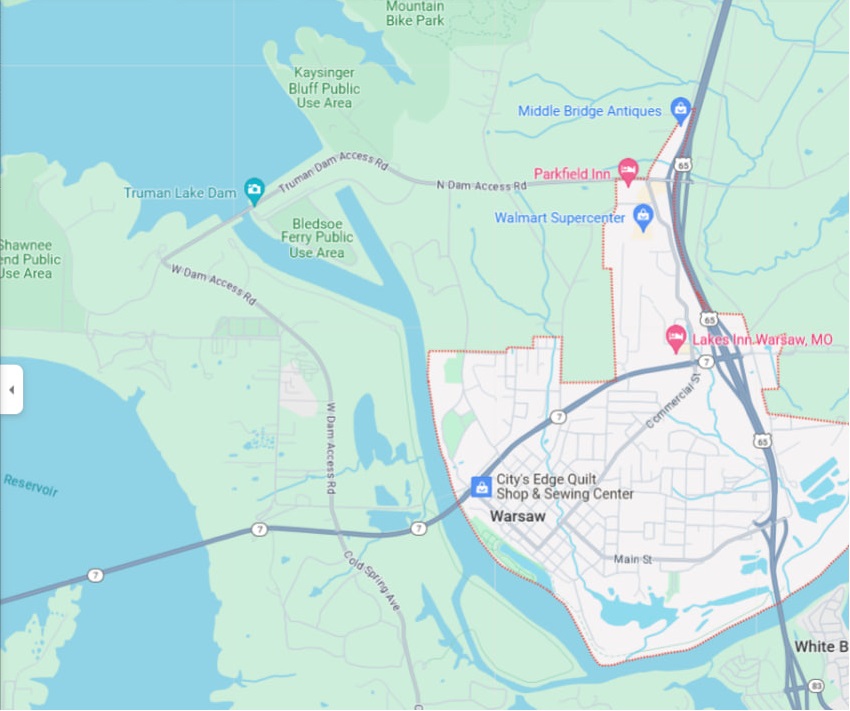 Mountain
Bike Park
Kaysinger
Bluff Public
Use Area
Middle Bridge Antiques
65
Truman Dam Access Rd
Parkfield Inn
N Dam Access Rd
Truman Lake Dam
Walmart Supercenter
Bledsoe
Ferry Public
Use Area
Shawnee
end Public
Use Area
W Dam Access Rd
65
Lakes Inn Warsaw, MO
7
Commercial St
W Dam Access Rd
7
65
City's Edge Quilt
Shop & Sewing Center
Reservoir
Warsaw
7
7
Main St
7
Cold Spring Ave
White B
83